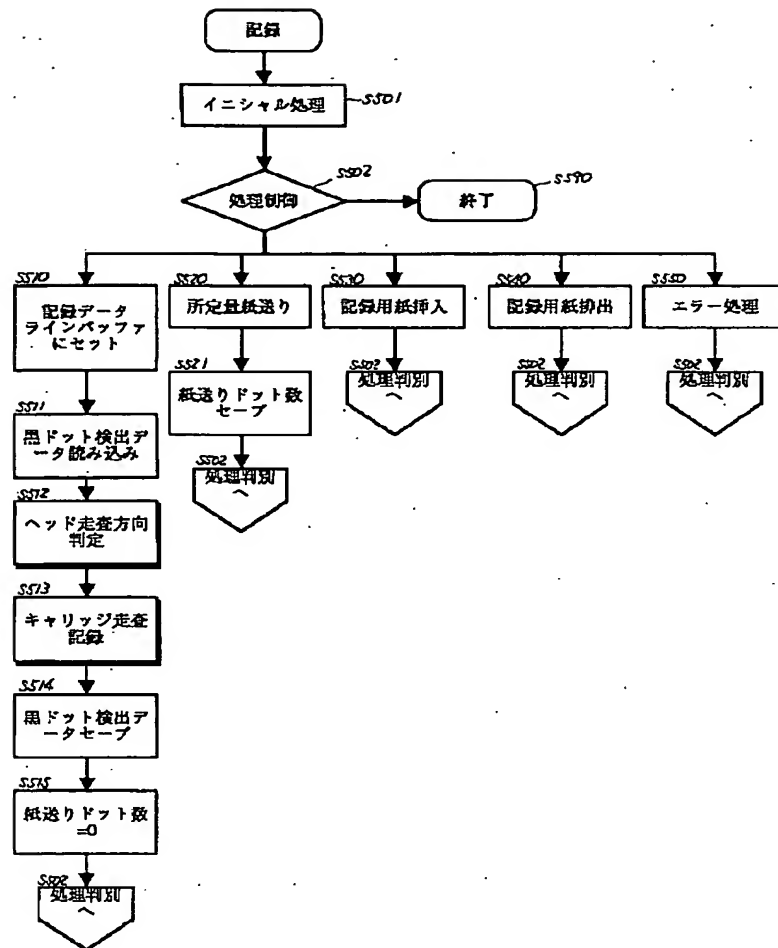 記録
イニシャル処理
S501
処理制御
S502
終了
S590
S510
記録データ
ラインバッファ
にセット
S520
所定量紙送り
S530
記録用紙挿入
S540
記録用紙排出
S550
エラー処理
S511
黒ドット検出デ
ータ読み込み
S521
紙送りドット数
セーブ
S502
処理判別
へ
S502
処理判別
へ
S502
処理判別
へ
S502
処理判別
へ
S512
ヘッド走査方向
判定
S513
キャリッジ走査
記録
S514
黒ドット検出デ
ータセーブ
S515
紙送りドット数
=0
S502
処理判別
へ